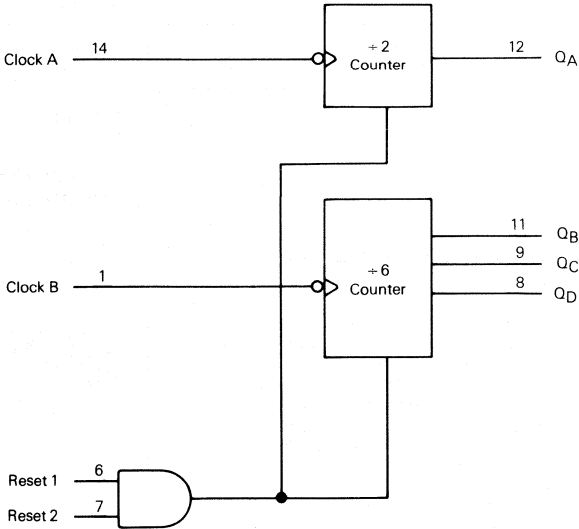 Clock A 14
÷2
Counter
12 QA
Clock B 1
÷6
Counter
11 QB
9 QC
8 QD
Reset 1 6
Reset 2 7